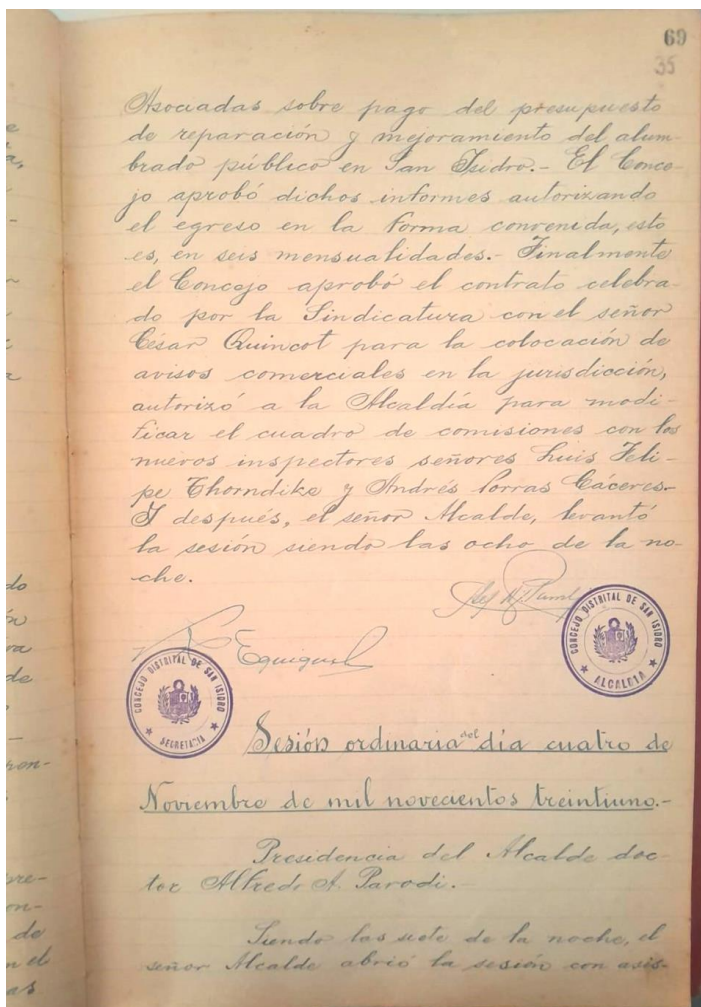 69
35
Asociadas sobre pago del presupuesto
de reparación y mejoramiento del alum-
brado público en San Isidro.- El Conce-
jo aprobó dichos informes autorizando
el egreso en la forma convenida, esto
es, en seis mensualidades.- Finalmente
el Concejo aprobó el contrato celebra-
do por la Sindicatura con el señor
César Quincot para la colocación de
avisos comerciales en la jurisdicción,
autorizó a la Alcaldía para modi-
ficar el cuadro de comisiones con los
nuevos inspectores señores Luis Feli-
pe Thorndike y Andrés Porras Cáceres.-
Y después, el señor Alcalde, levantó
la sesión siendo las ocho de la no-
che.
CONCEJO DISTRITAL DE SAN ISIDRO
ALCALDIA
CONCEJO DISTRITAL DE SAN ISIDRO
SECRETARIA
Sesión ordinaria del día cuatro de
Noviembre de mil novecientos treintiuno.-
Presidencia del Alcalde doc-
tor Alfredo A. Parodi.-
Siendo las siete de la noche, el
señor Alcalde abrió la sesión con asis-